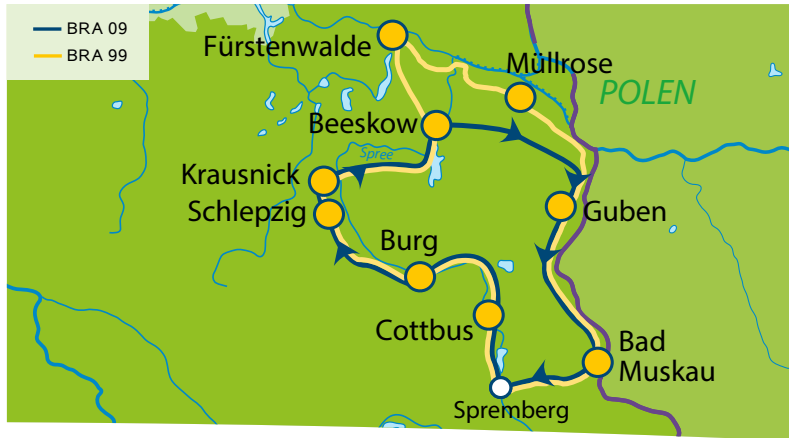 BRA 09
BRA 99
Fürstenwalde
Müllrose
POLEN
Beeskow
Spree
Krausnick
Schlepzig
Guben
Burg
Cottbus
Bad
Muskau
Spremberg